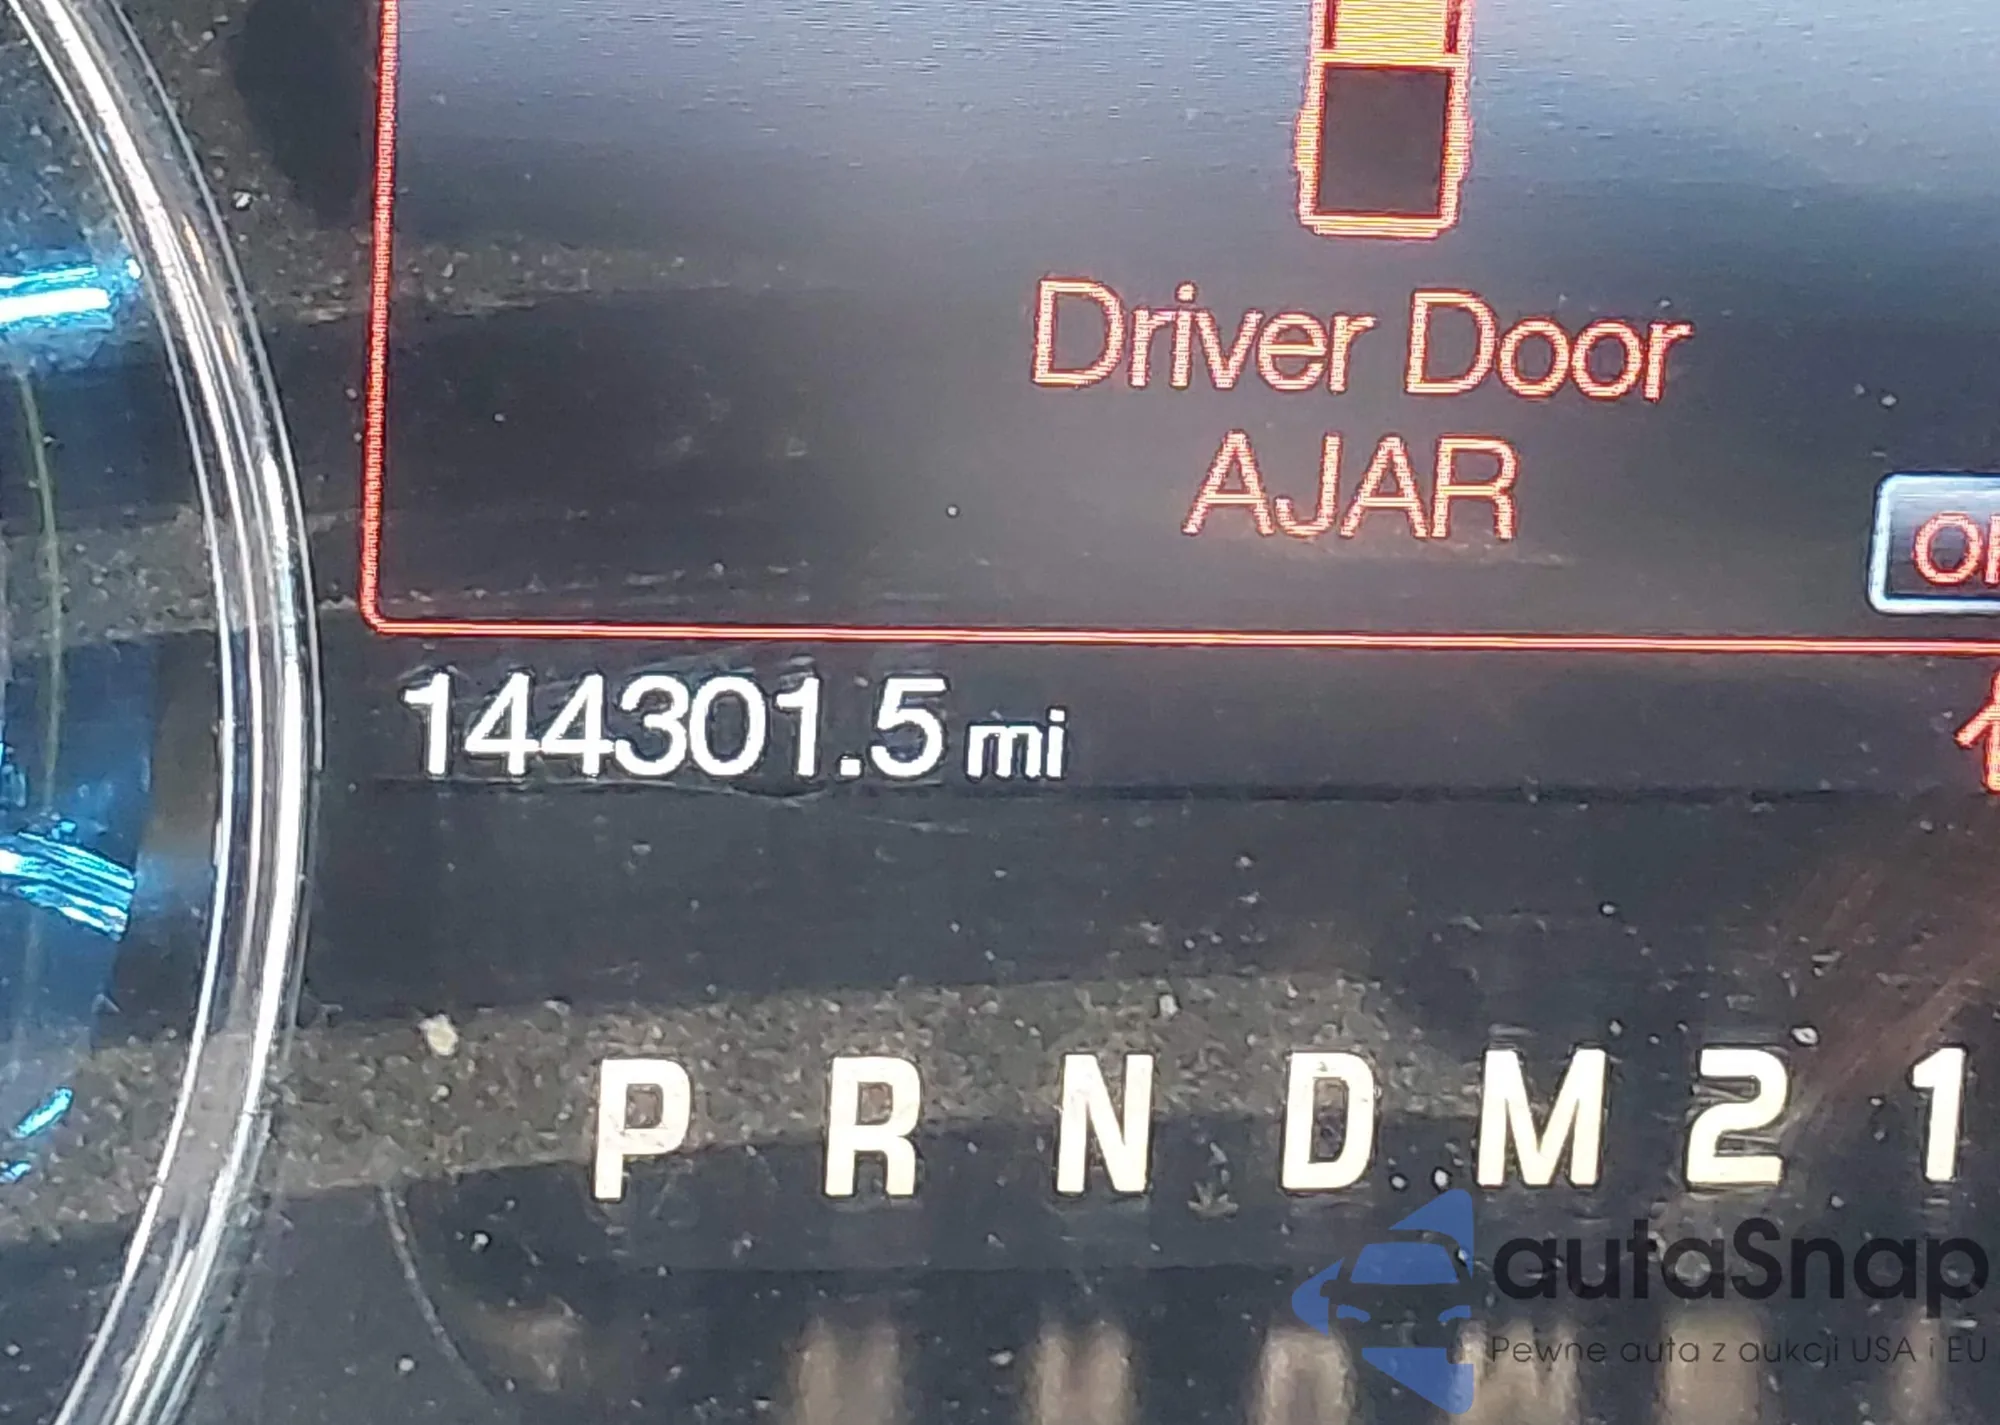 Driver Door
AJAR
144301.5 mi
P R N D M 2 1
autaSnap
Pewne auta z aukcji USA i EU